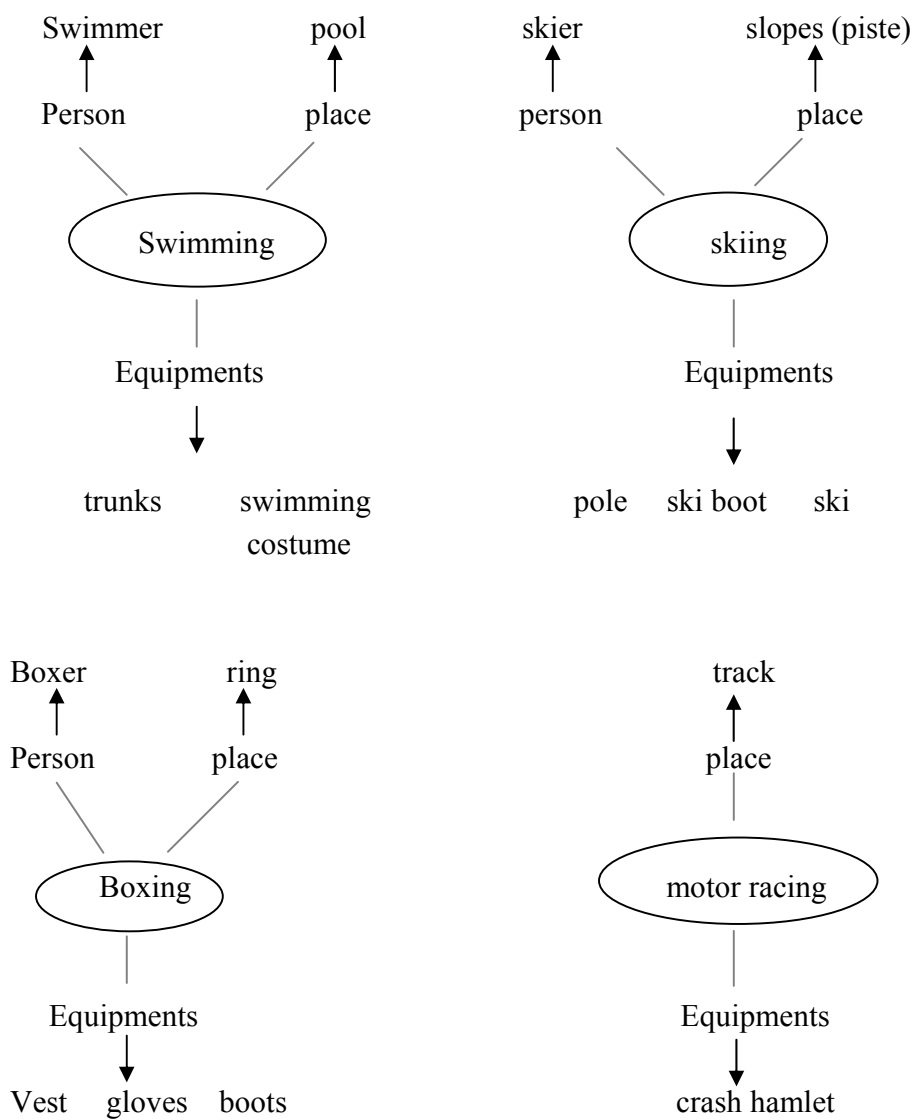 Swimmer pool skier slopes (piste)
Person place person place
Swimming skiing
Equipments Equipments
trunks swimming pole ski boot ski
costume
Boxer ring track
Person place place
Boxing motor racing
Equipments Equipments
Vest gloves boots crash hamlet